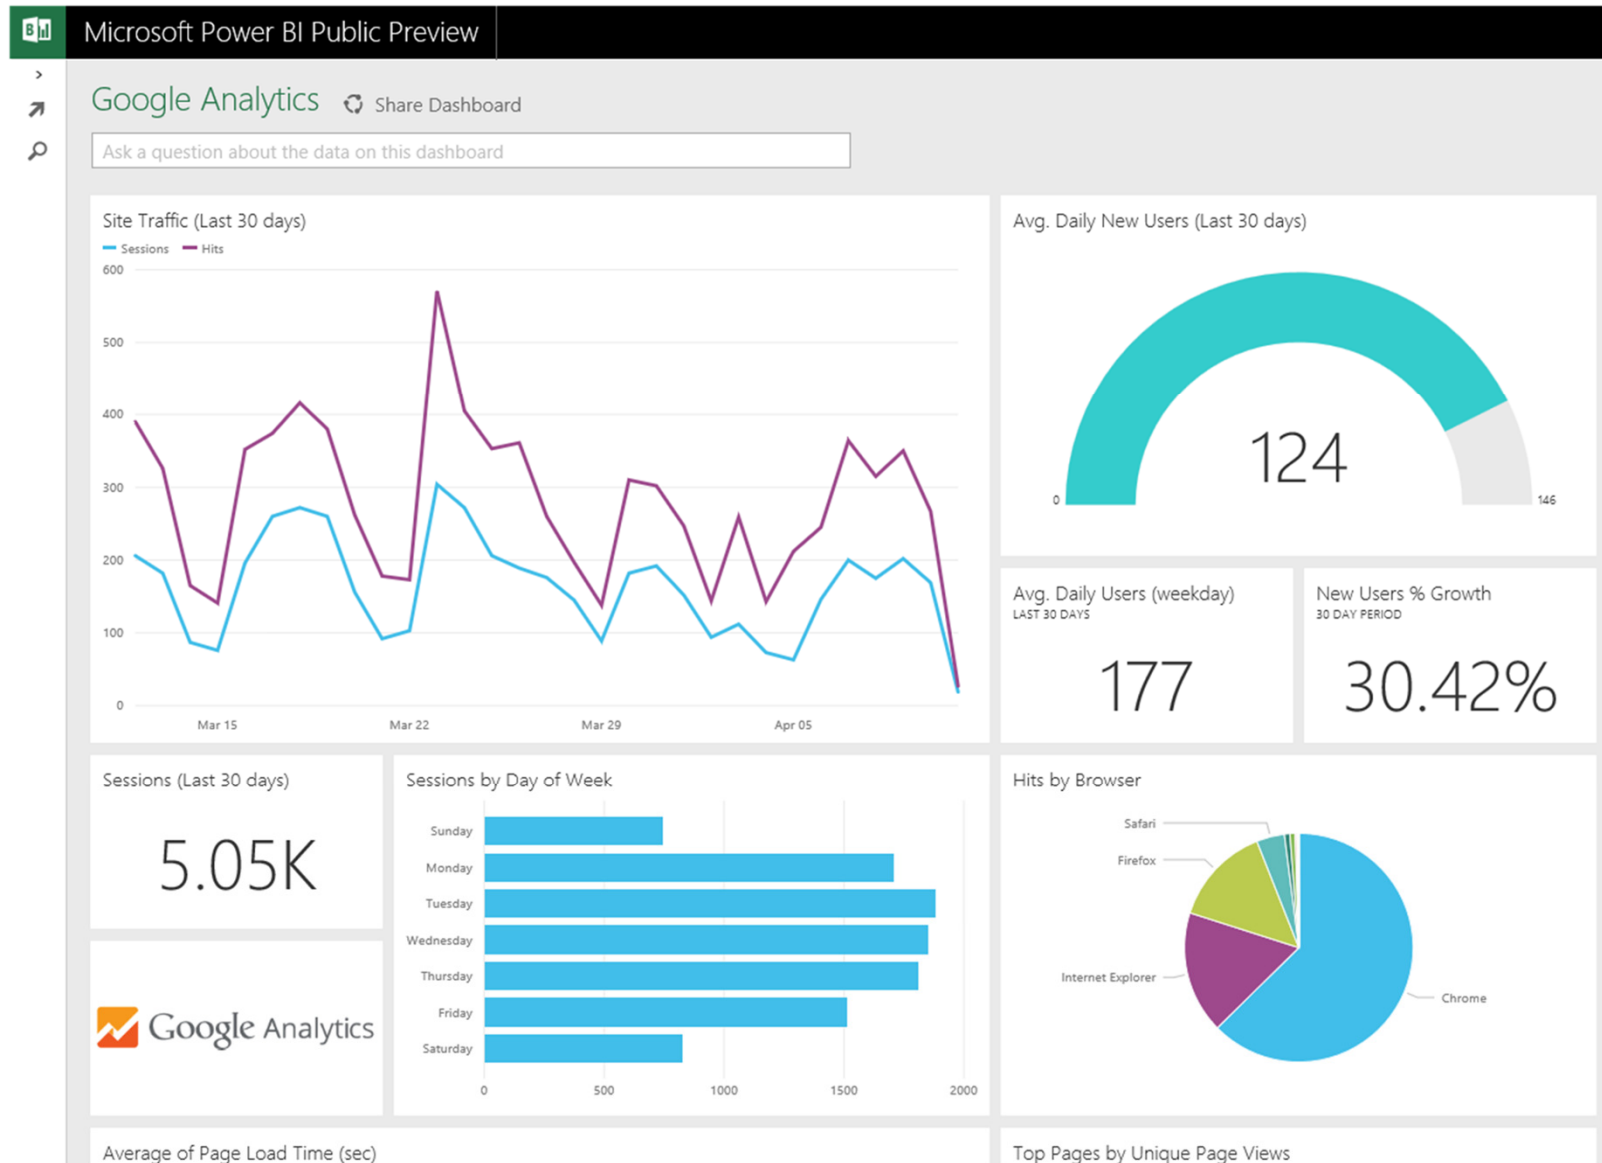 Microsoft Power BI Public Preview
Google Analytics
Share Dashboard
Ask a question about the data on this dashboard
Site Traffic (Last 30 days)
Sessions Hits
600
500
400
300
200
100
0
Mar 15 Mar 22 Mar 29 Apr 05
Avg. Daily New Users (Last 30 days)
124
0 146
Avg. Daily Users (weekday)
LAST 30 DAYS
177
New Users % Growth
30 DAY PERIOD
30.42%
Sessions (Last 30 days)
5.05K
Google Analytics
Sessions by Day of Week
Sunday
Monday
Tuesday
Wednesday
Thursday
Friday
Saturday
0 500 1000 1500 2000
Hits by Browser
Safari
Firefox
Internet Explorer
Chrome
Average of Page Load Time (sec)
Top Pages by Unique Page Views